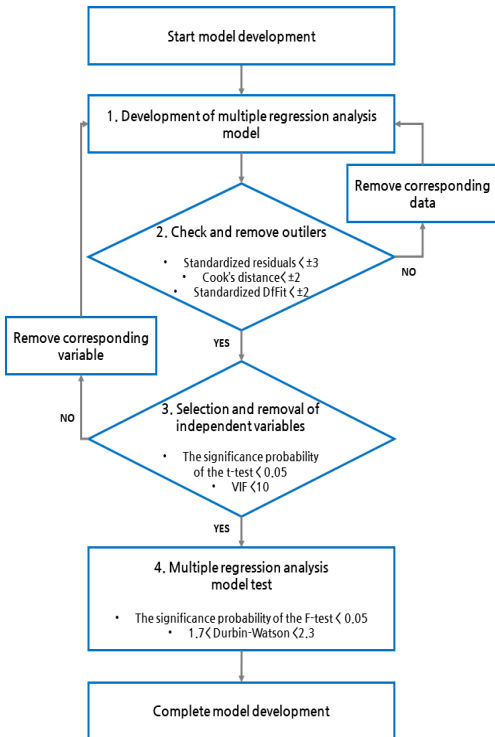 Start model development
1. Development of multiple regression analysis
model
Remove corresponding
data
2. Check and remove outilers
• Standardized residuals < ±3
• Cook's distance< ±2
• Standardized DfFit < ±2
NO
YES
Remove corresponding
variable
3. Selection and removal of
independent variables
• The significance probability
of the t-test < 0.05
• VIF <10
NO
YES
4. Multiple regression analysis
model test
• The significance probability of the F-test < 0.05
• 1.7< Durbin-Watson <2.3
Complete model development